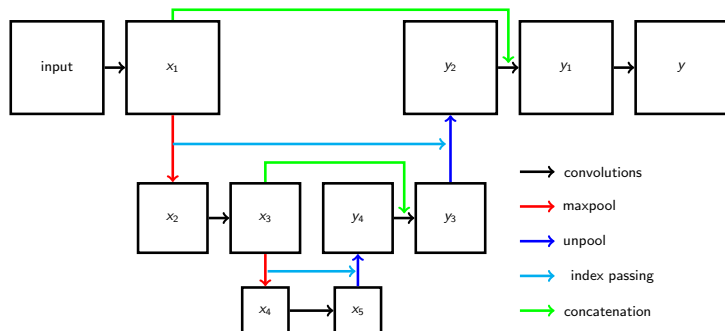 input
x₁
y₂
y₁
y
x₂
x₃
y₄
y₃
x₄
x₅
convolutions
maxpool
unpool
index passing
concatenation